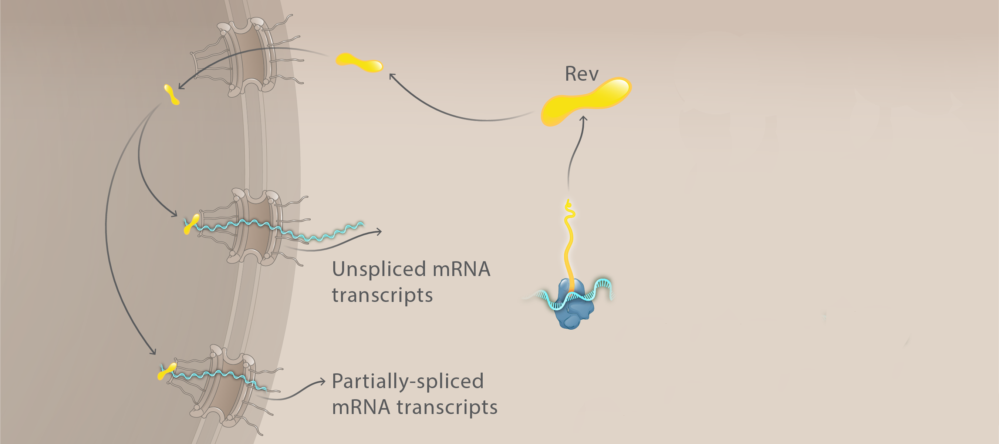 Rev
Unspliced mRNA
transcripts
Partially-spliced
mRNA transcripts